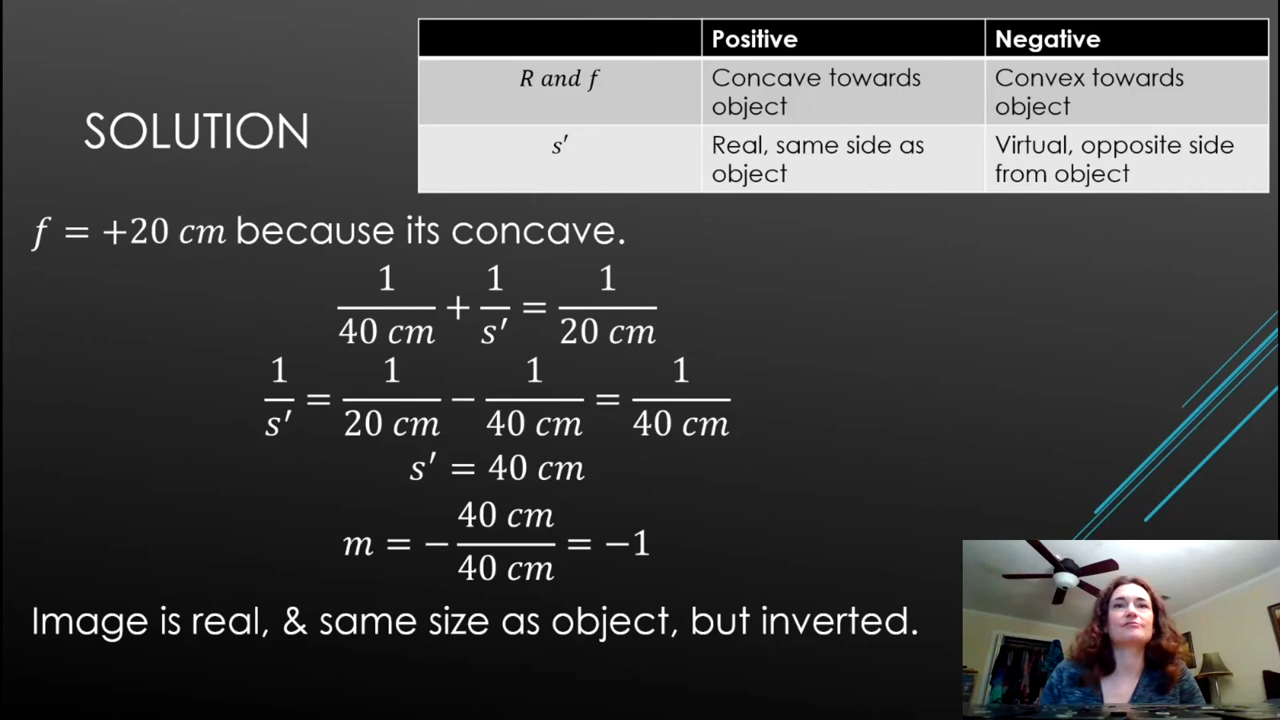 SOLUTION
Positive Negative
R and f Concave towards object Convex towards object
s′ Real, same side as object Virtual, opposite side from object
f = +20 cm because its concave.
1/(40 cm) + 1/s′ = 1/(20 cm)
1/s′ = 1/(20 cm) − 1/(40 cm) = 1/(40 cm)
s′ = 40 cm
m = −(40 cm)/(40 cm) = −1
Image is real, & same size as object, but inverted.